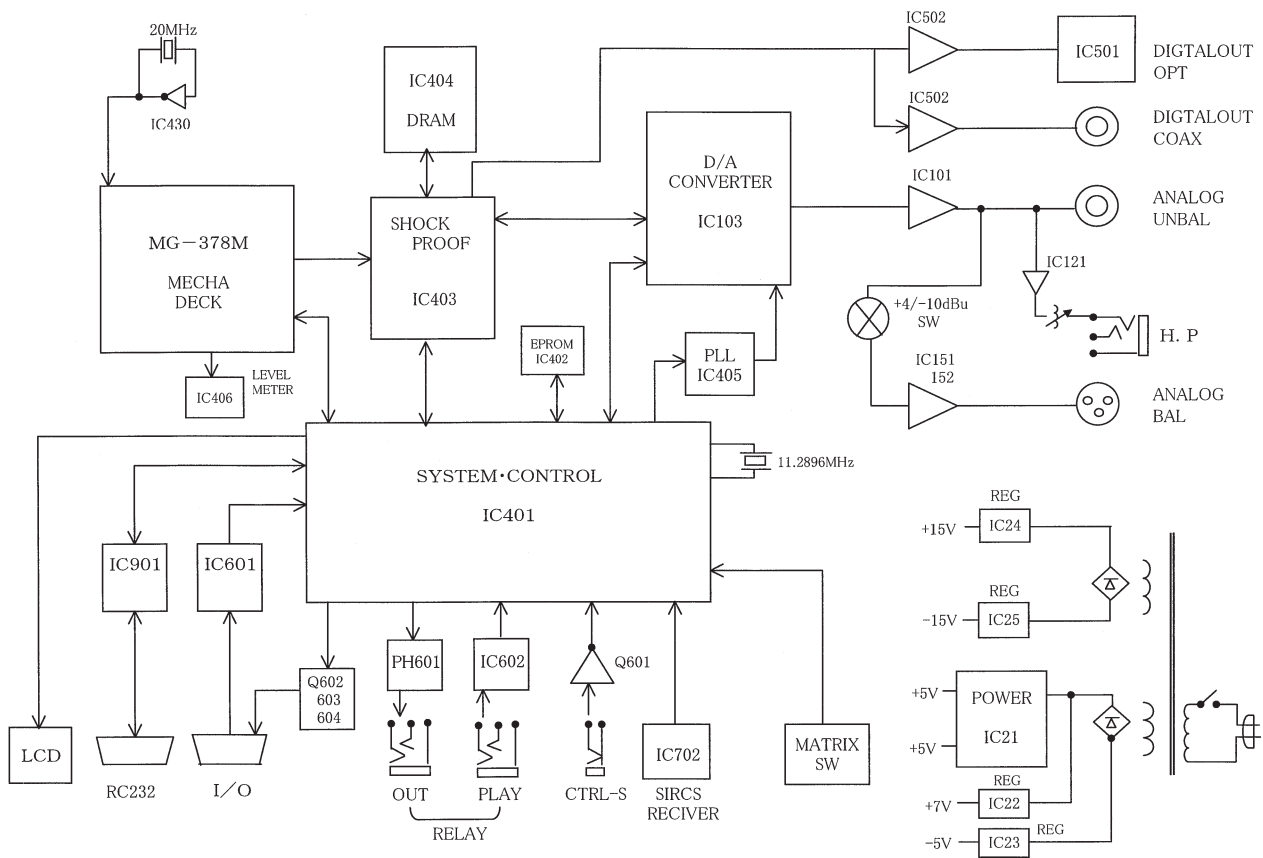 20MHz
IC430
IC404
DRAM
IC502
IC501
DIGTALOUT
OPT
IC502
DIGTALOUT
COAX
D/A
CONVERTER
IC103
IC101
ANALOG
UNBAL
MG-378M
MECHA
DECK
SHOCK
PROOF
IC403
IC121
+4/-10dBu
SW
H. P
IC406
LEVEL
METER
EPROM
IC402
PLL
IC405
IC151
152
ANALOG
BAL
SYSTEM・CONTROL
IC401
11.2896MHz
IC901
IC601
LCD
RC232
I/O
Q602
603
604
PH601
OUT
IC602
PLAY
RELAY
Q601
CTRL-S
IC702
SIRCS
RECIVER
MATRIX
SW
REG
+15V
IC24
REG
-15V
IC25
+5V
POWER
IC21
+5V
REG
+7V
IC22
-5V
IC23
REG